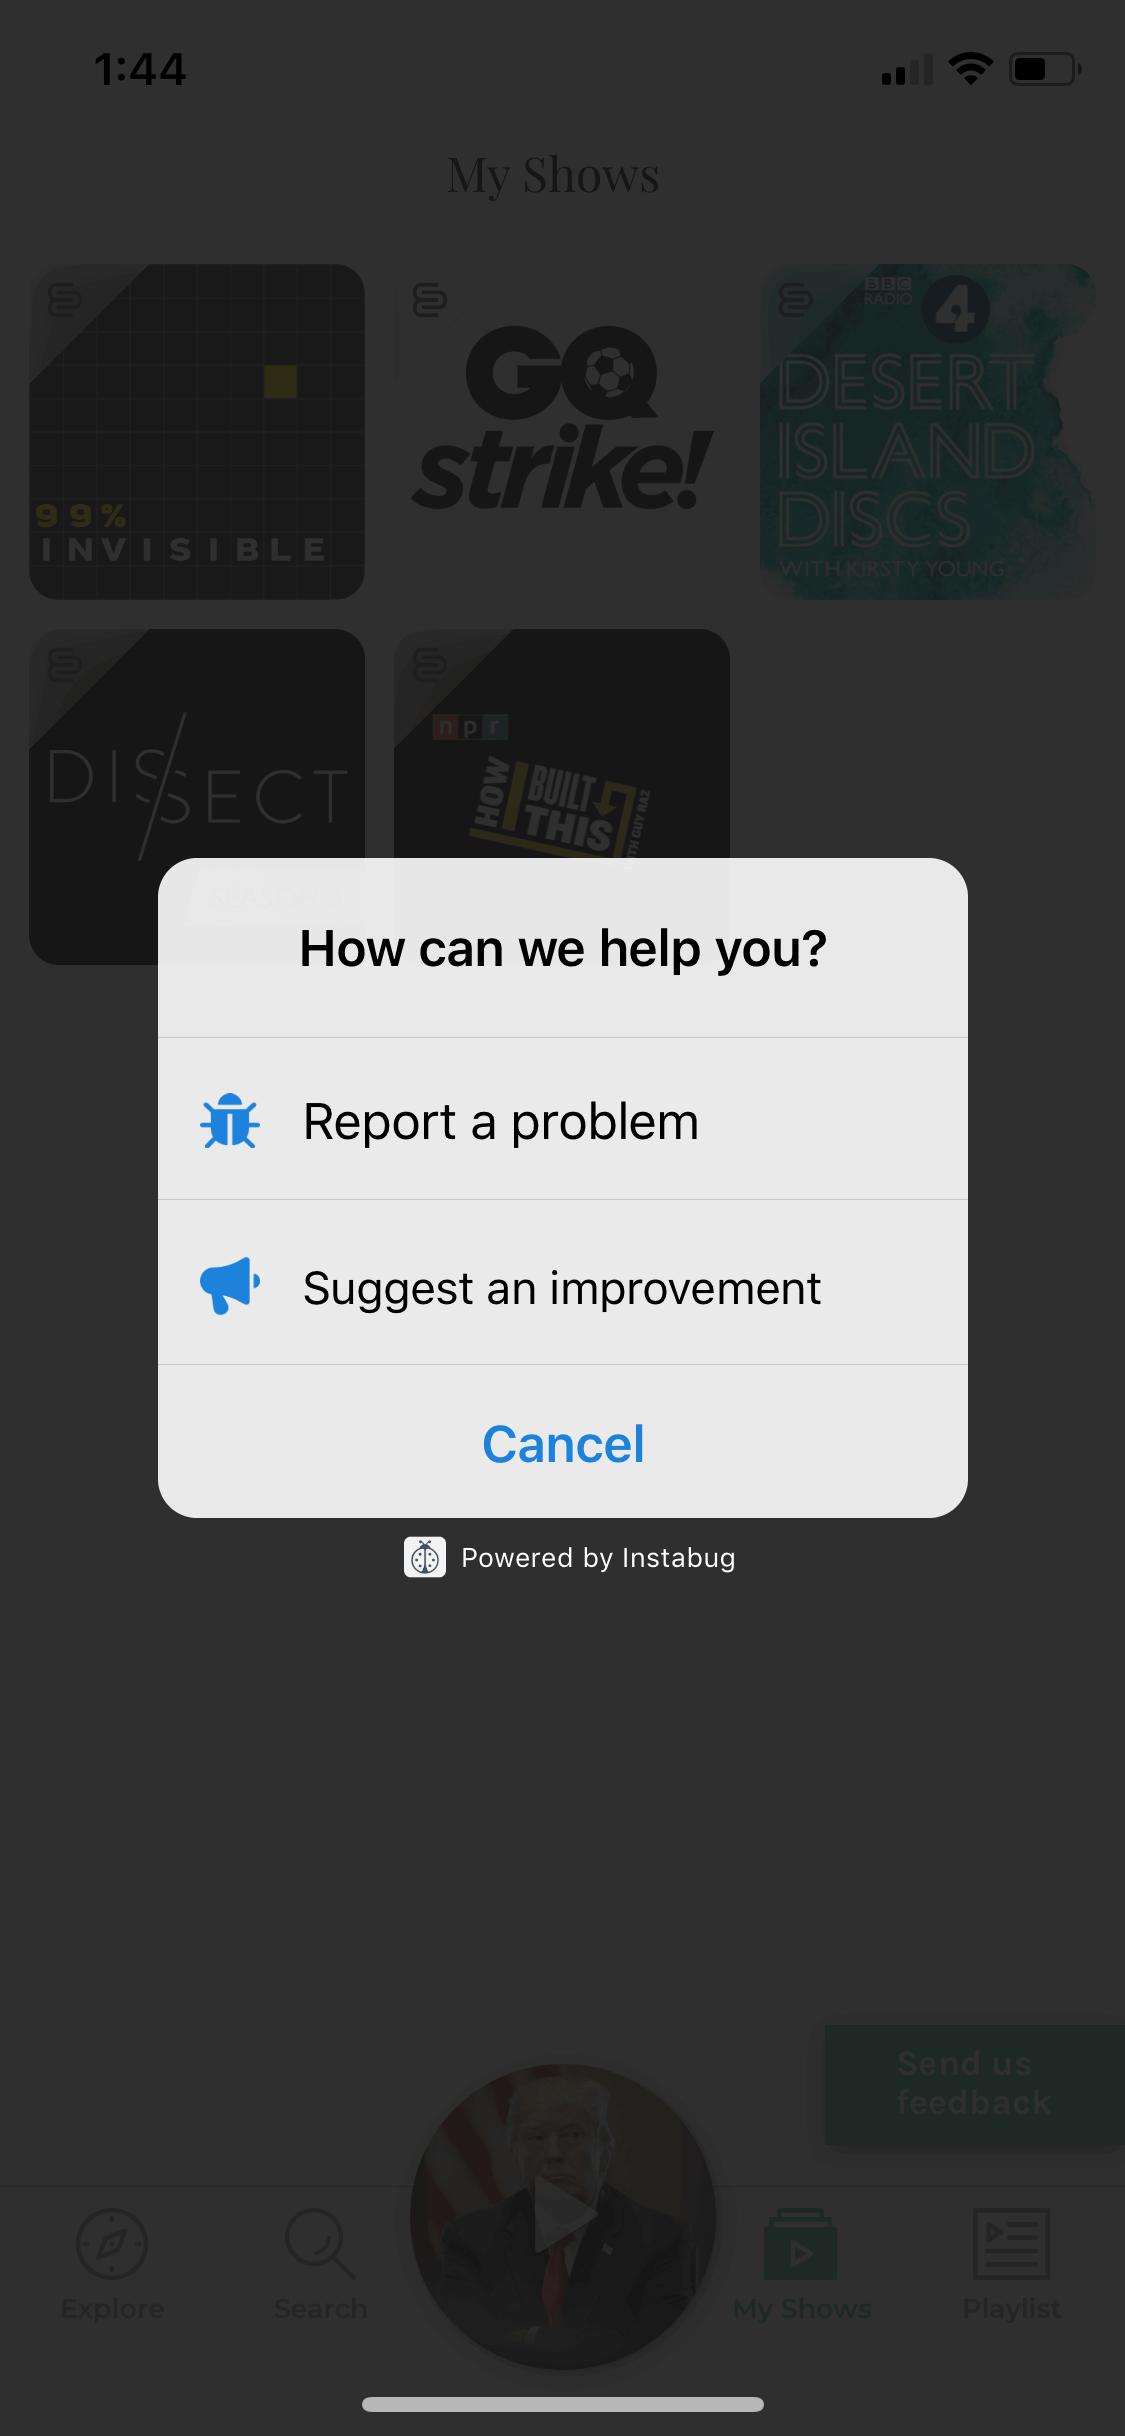 1:44
My Shows
99%
INVISIBLE
GQ
strike!
BBC
RADIO 4
DESERT
ISLAND
DISCS
WITH KIRSTY YOUNG
DISSECT
npr
HOW
BUILT
THIS
WITH GUY RAZ
SEASON
How can we help you?
Report a problem
Suggest an improvement
Cancel
Powered by Instabug
Send us
feedback
Explore
Search
My Shows
Playlist